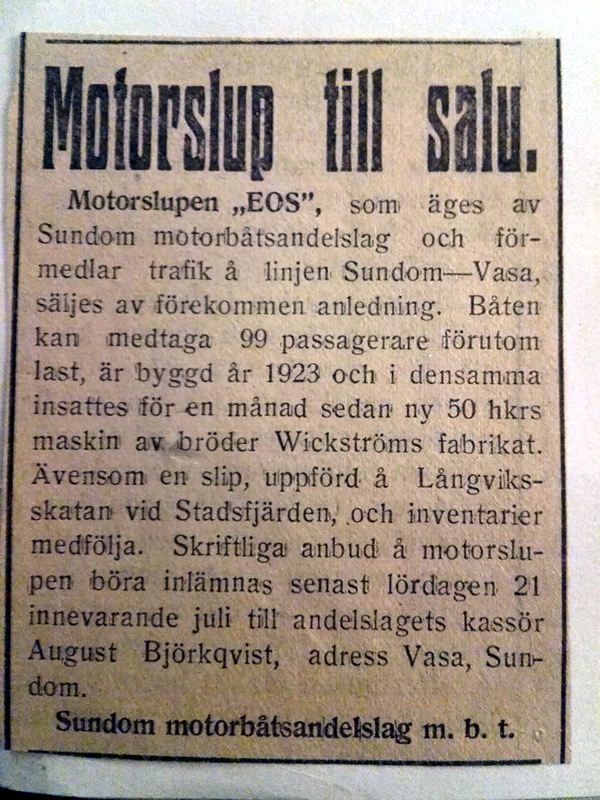 Motorslup till salu.
Motorslupen „EOS”, som äges av
Sundom motorbåtsandelslag och för-
medlar trafik å linjen Sundom—Vasa,
säljes av förekommen anledning. Båten
kan medtaga 99 passagerare förutom
last, är byggd år 1923 och i densamma
insattes för en månad sedan ny 50 hkrs
maskin av bröder Wickströms fabrikat.
Ävensom en slip, uppförd å Långviks-
skatan vid Stadsfjärden, och inventarier
medfölja. Skriftliga anbud å motorslu-
pen böra inlämnas senast lördagen 21
innevarande juli till andelslagets kassör
August Björkqvist, adress Vasa, Sun-
dom.
Sundom motorbåtsandelslag m. b. t.